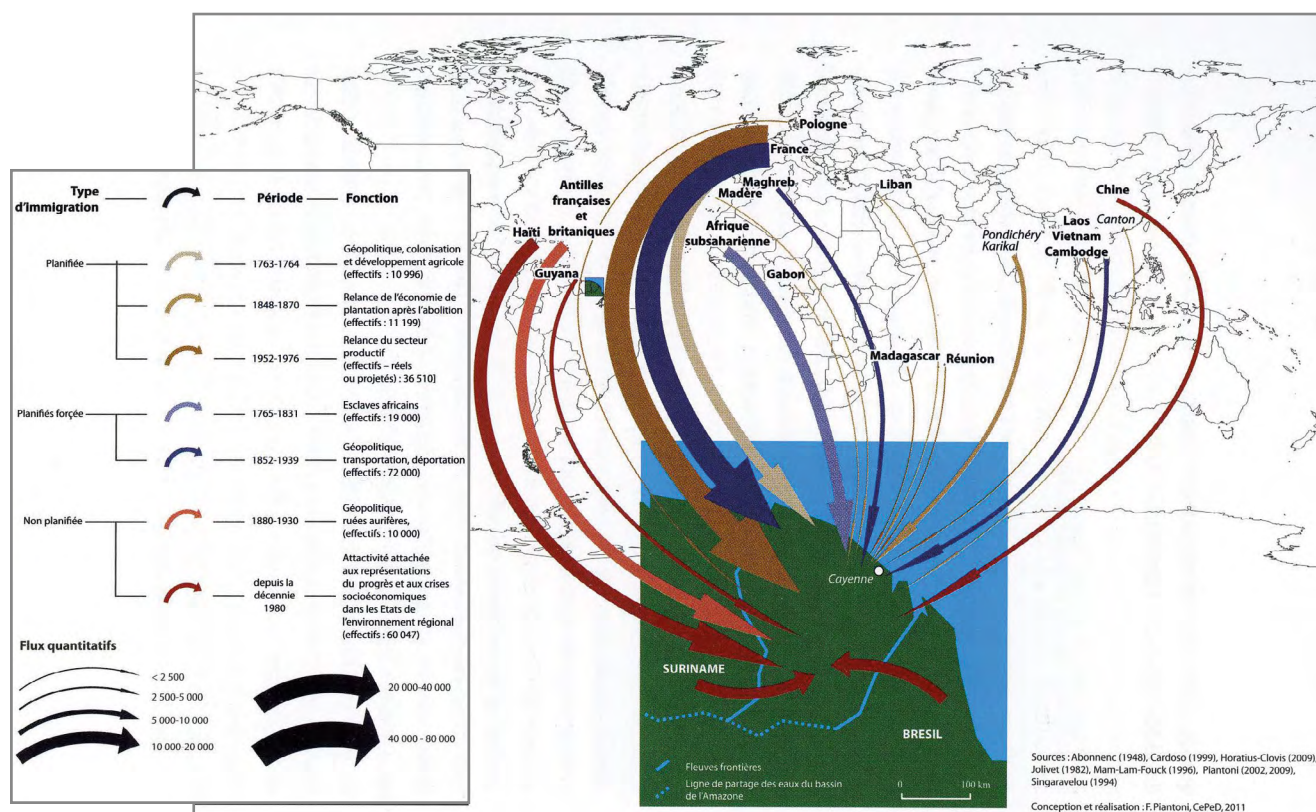 Type
d'immigration
Période
Fonction
Planifiée
1763-1764
Géopolitique, colonisation
et développement agricole
(effectifs : 10 996)
1848-1870
Relance de l'économie de
plantation après l'abolition
(effectifs : 11 199)
1952-1976
Relance du secteur
productif
(effectifs – réels
ou projetés) : 36 510]
Planifiés forçée
1765-1831
Esclaves africains
(effectifs : 19 000)
1852-1939
Géopolitique,
transportation, déportation
(effectifs : 72 000)
Non planifiée
1880-1930
Géopolitique,
ruées aurifères,
(effectifs : 10 000)
depuis la
décennie
1980
Attactivité attachée
aux représentations
du progrès et aux crises
socioéconomiques
dans les Etats de
l'environnement régional
(effectifs : 60 047)
Flux quantitatifs
< 2 500
2 500-5 000
5 000-10 000
10 000-20 000
20 000-40 000
40 000 - 80 000
Pologne
France
Maghreb
Madère
Liban
Chine
Antilles
françaises
et
britaniques
Haïti
Guyana
Afrique
subsaharienne
Gabon
Pondichéry
Karikal
Canton
Laos
Vietnam
Cambodge
Madagascar
Réunion
Cayenne
SURINAME
BRESIL
Fleuves frontières
Ligne de partage des eaux du bassin
de l'Amazone
0 100 km
Sources : Abonnenc (1948), Cardoso (1999), Horatius-Clovis (2009),
Jolivet (1982), Mam-Lam-Fouck (1996), Plantoni (2002, 2009),
Singaravelou (1994)
Conception et réalisation : F. Piantoni, CePeD, 2011